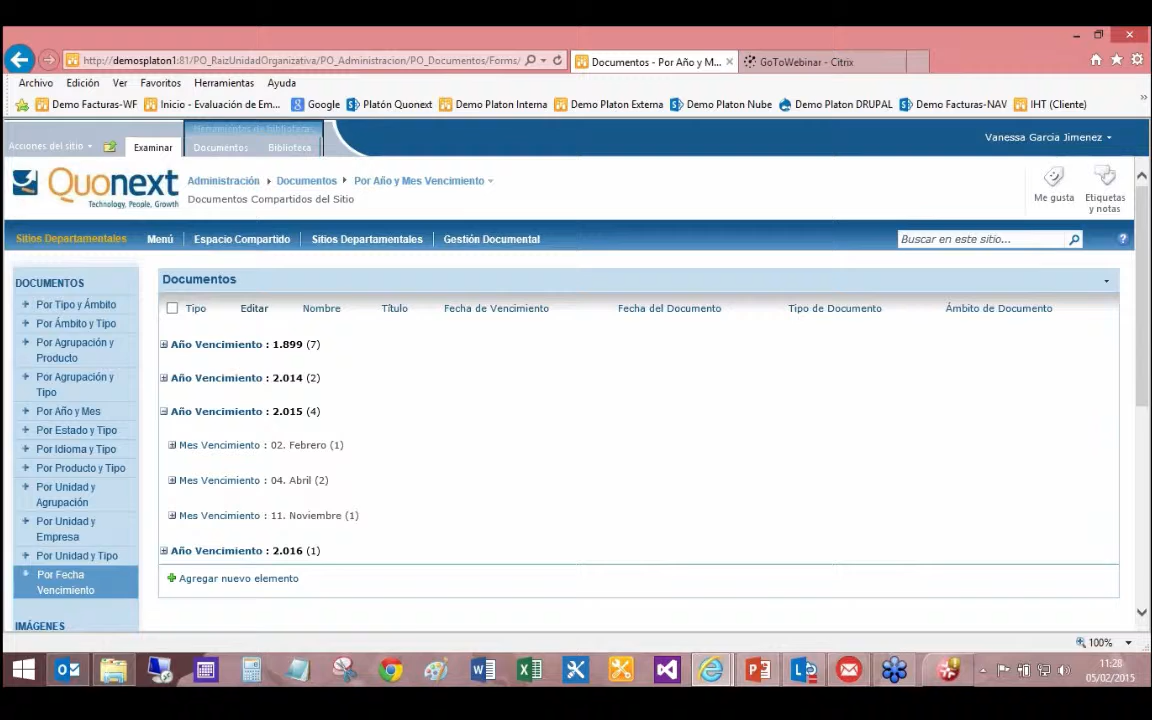 http://demosplaton1:81/PO_RaizUnidadOrganizativa/PO_Administracion/PO_Documentos/Forms/
Documentos - Por Año y M...
GoToWebinar - Citrix
Archivo Edición Ver Favoritos Herramientas Ayuda
Demo Facturas-WF Inicio - Evaluación de Em... Google Platón Quonext Demo Platon Interna Demo Platon Externa Demo Platon Nube Demo Platon DRUPAL Demo Facturas-NAV IHT (Cliente)
Herramientas de bibliotecas
Vanessa Garcia Jimenez
Acciones del sitio Examinar Documentos Biblioteca
Quonext
Technology, People, Growth
Administración Documentos Por Año y Mes Vencimiento
Documentos Compartidos del Sitio
Me gusta
Etiquetas
y notas
Sitios Departamentales Menú Espacio Compartido Sitios Departamentales Gestión Documental
Buscar en este sitio...
DOCUMENTOS
Por Tipo y Ámbito
Por Ámbito y Tipo
Por Agrupación y
Producto
Por Agrupación y
Tipo
Por Año y Mes
Por Estado y Tipo
Por Idioma y Tipo
Por Producto y Tipo
Por Unidad y
Agrupación
Por Unidad y
Empresa
Por Unidad y Tipo
Por Fecha
Vencimiento
IMÁGENES
Documentos
Tipo Editar Nombre Título Fecha de Vencimiento Fecha del Documento Tipo de Documento Ámbito de Documento
Año Vencimiento : 1.899 (7)
Año Vencimiento : 2.014 (2)
Año Vencimiento : 2.015 (4)
Mes Vencimiento : 02. Febrero (1)
Mes Vencimiento : 04. Abril (2)
Mes Vencimiento : 11. Noviembre (1)
Año Vencimiento : 2.016 (1)
Agregar nuevo elemento
100%
11:28
05/02/2015